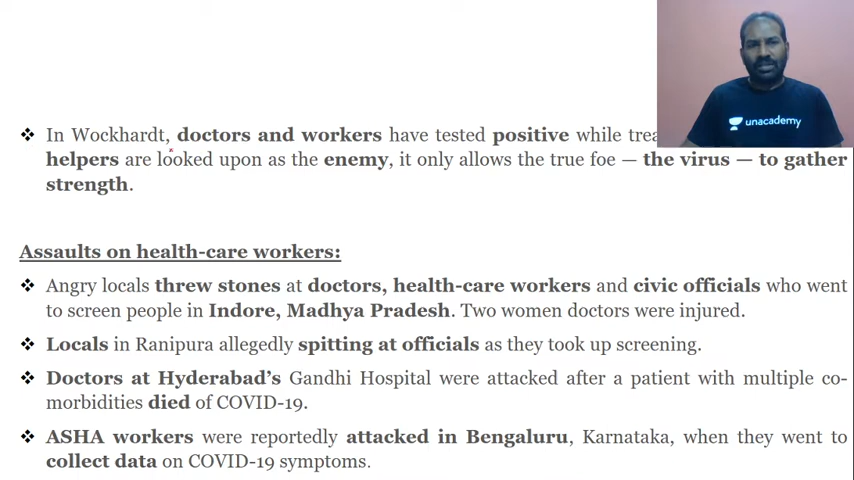 unacademy
❖ In Wockhardt, doctors and workers have tested positive while
helpers are looked upon as the enemy, it only allows the true foe — the virus — to gather
strength.
Assaults on health-care workers:
❖ Angry locals threw stones at doctors, health-care workers and civic officials who went
to screen people in Indore, Madhya Pradesh. Two women doctors were injured.
❖ Locals in Ranipura allegedly spitting at officials as they took up screening.
❖ Doctors at Hyderabad's Gandhi Hospital were attacked after a patient with multiple co-
morbidities died of COVID-19.
❖ ASHA workers were reportedly attacked in Bengaluru, Karnataka, when they went to
collect data on COVID-19 symptoms.